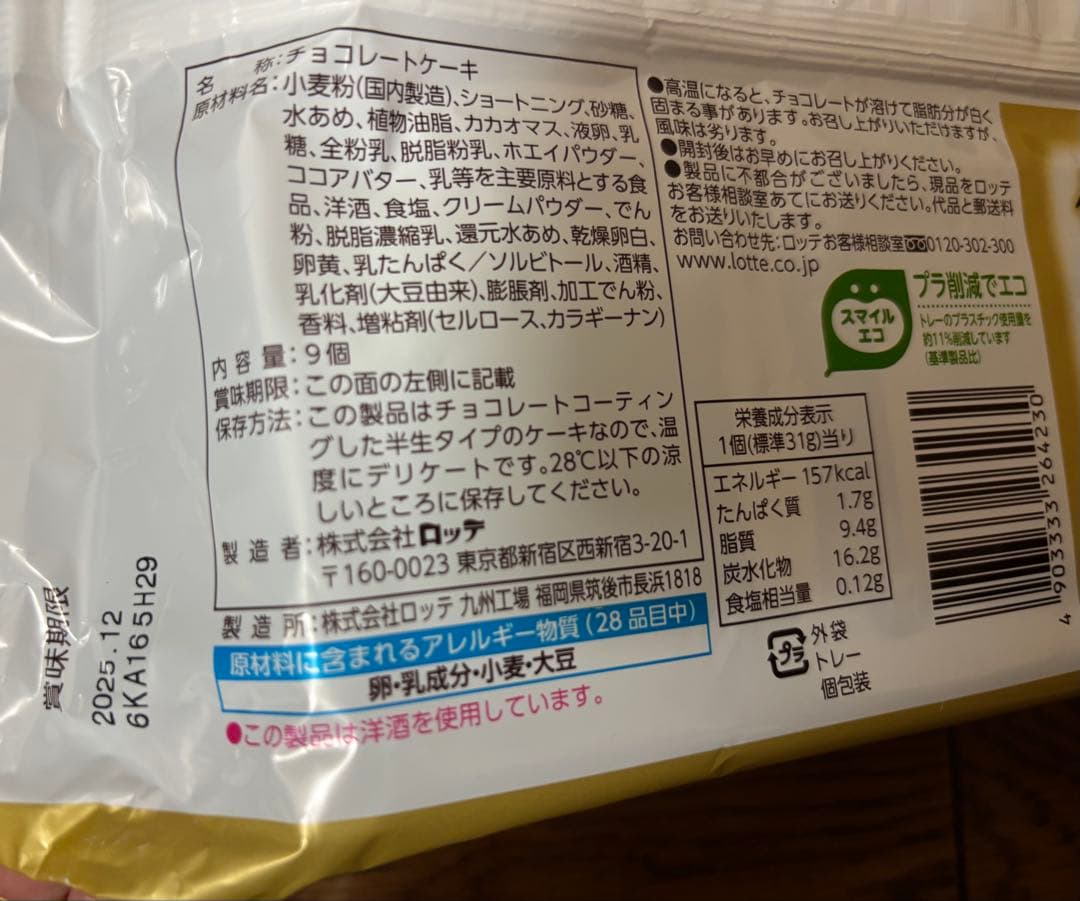 名　称:チョコレートケーキ
原材料名:小麦粉(国内製造)、ショートニング、砂糖、
水あめ、植物油脂、カカオマス、液卵、乳
糖、全粉乳、脱脂粉乳、ホエイパウダー、
ココアバター、乳等を主要原料とする食
品、洋酒、食塩、クリームパウダー、でん
粉、脱脂濃縮乳、還元水あめ、乾燥卵白、
卵黄、乳たんぱく／ソルビトール、酒精、
乳化剤(大豆由来)、膨脹剤、加工でん粉、
香料、増粘剤(セルロース、カラギーナン)
内 容 量:9個
賞味期限:この面の左側に記載
保存方法:この製品はチョコレートコーティン
グした半生タイプのケーキなので、温
度にデリケートです。28℃以下の涼
しいところに保存してください。
製 造 者:株式会社ロッテ
〒160-0023 東京都新宿区西新宿3-20-1
製 造 所:株式会社ロッテ 九州工場 福岡県筑後市長浜1818
原材料に含まれるアレルギー物質(28品目中)
卵・乳成分・小麦・大豆
●この製品は洋酒を使用しています。
賞味期限
2025.12
6KA165H29
●高温になると、チョコレートが溶けて脂肪分が白く
固まる事があります。お召し上がりいただけますが、
風味は劣ります。
●開封後はお早めにお召し上がりください。
●製品に不都合がございましたら、現品をロッテ
お客様相談室あてにお送りください。代品と郵送料
をお送りいたします。
お問い合わせ先:ロッテお客様相談室 0120-302-300
www.lotte.co.jp
スマイル
エコ
プラ削減でエコ
トレーのプラスチック使用量を
約11%削減しています
(基準製品比)
栄養成分表示
1個(標準31g)当り
エネルギー 157kcal
たんぱく質 1.7g
脂質 9.4g
炭水化物 16.2g
食塩相当量 0.12g
4 903333 264230
プラ
外袋
トレー
個包装